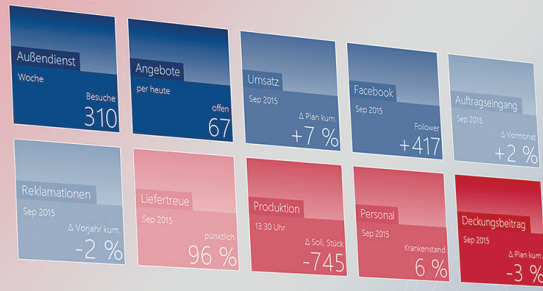 Außendienst
Woche
Besuche
310
Angebote
per heute
offen
67
Umsatz
Sep 2015
Δ Plan kum.
+7 %
Facebook
Sep 2015
Follower
+417
Auftragseingang
Sep 2015
Δ Vormonat
+2 %
Reklamationen
Sep 2015
Δ Vorjahr kum.
-2 %
Liefertreue
Sep 2015
pünktlich
96 %
Produktion
13:30 Uhr
Δ Soll, Stück
-745
Personal
Sep 2015
Krankenstand
6 %
Deckungsbeitrag
Sep 2015
Δ Plan kum.
-3 %